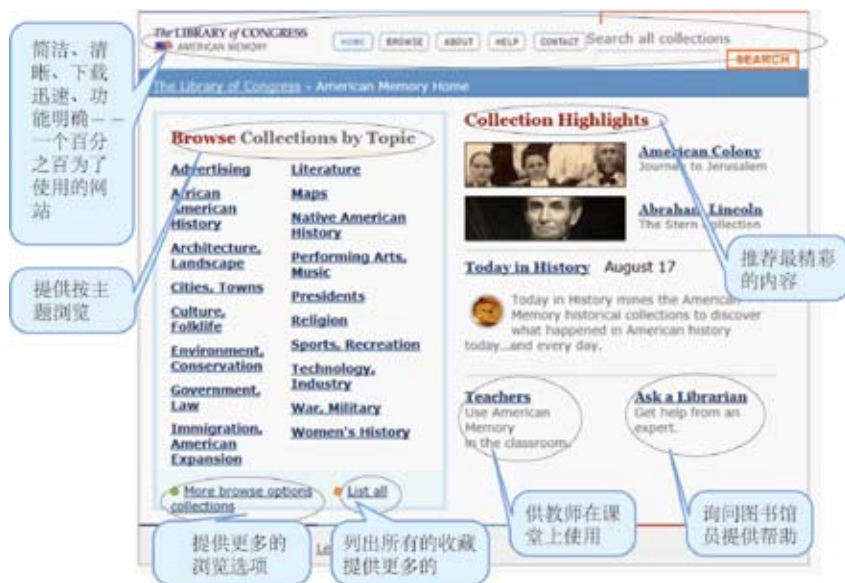 The LIBRARY of CONGRESS
AMERICAN MEMORY
HOME
BROWSE
ABOUT
HELP
CONTACT
Search all collections
SEARCH
The Library of Congress » American Memory Home
简洁、清
晰、下载
迅速、功
能明确——
一个百分
之百为了
使用的网
站
Browse Collections by Topic
Advertising
African
American
History
Architecture,
Landscape
Cities, Towns
Culture,
Folklife
Environment,
Conservation
Government,
Law
Immigration,
American
Expansion
Literature
Maps
Native American
History
Performing Arts,
Music
Presidents
Religion
Sports, Recreation
Technology,
Industry
War, Military
Women's History
More browse options
collections
List all
提供按主
题浏览
Collection Highlights
American Colony
Journey to Jerusalem
Abraham Lincoln
The Stern Collection
推荐最精彩
的内容
Today in History August 17
Today in History mines the American
Memory historical collections to discover
what happened in American history
today...and every day.
Teachers
Use American
Memory
in the classroom.
Ask a Librarian
Get help from an
expert.
提供更多的
浏览选项
列出所有的收藏
提供更多的
供教师在课
堂上使用
询问图书馆
员提供帮助